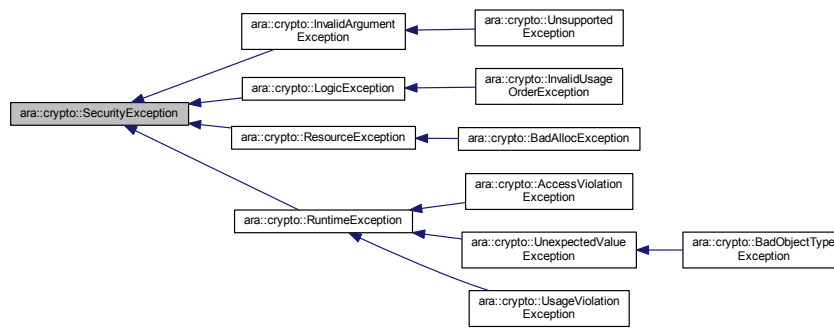 ara::crypto::SecurityException
ara::crypto::InvalidArgument
Exception
ara::crypto::LogicException
ara::crypto::ResourceException
ara::crypto::RuntimeException
ara::crypto::Unsupported
Exception
ara::crypto::InvalidUsage
OrderException
ara::crypto::BadAllocException
ara::crypto::AccessViolation
Exception
ara::crypto::UnexpectedValue
Exception
ara::crypto::UsageViolation
Exception
ara::crypto::BadObjectType
Exception